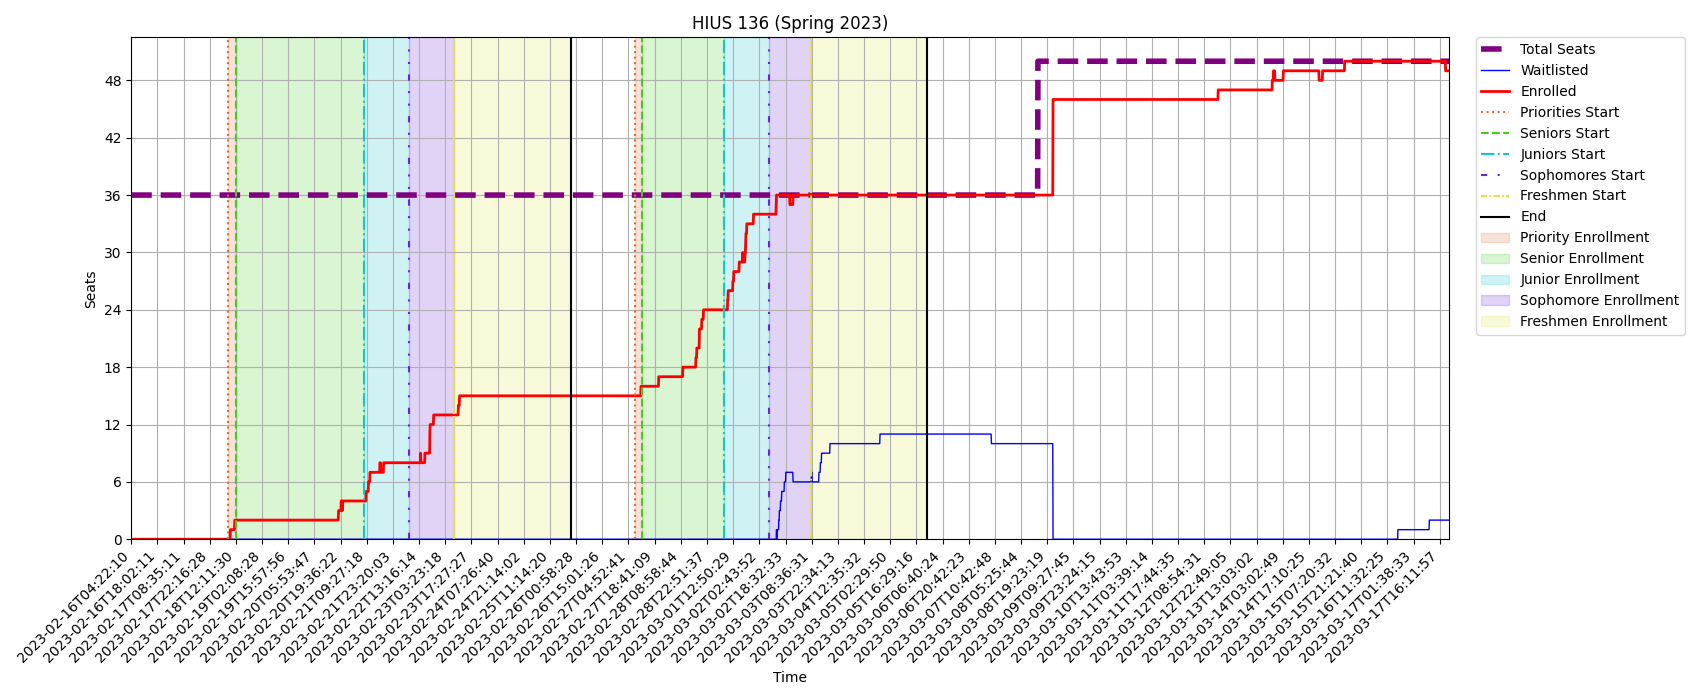 HIUS 136 (Spring 2023)
Seats
48
42
36
30
24
18
12
6
0
2023-02-16T04:22:10
2023-02-16T18:02:11
2023-02-17T08:35:11
2023-02-17T22:16:28
2023-02-18T12:11:30
2023-02-19T02:08:28
2023-02-19T15:57:56
2023-02-20T05:53:47
2023-02-20T19:36:22
2023-02-21T09:27:18
2023-02-21T23:20:03
2023-02-22T13:16:14
2023-02-23T03:23:18
2023-02-24T07:26:40
2023-02-24T21:14:02
2023-02-25T11:14:20
2023-02-26T00:58:28
2023-02-26T15:01:26
2023-02-27T04:52:41
2023-02-27T18:41:09
2023-02-28T08:58:44
2023-02-28T22:51:37
2023-03-01T12:50:29
2023-03-02T02:43:52
2023-03-02T18:32:33
2023-03-03T08:36:31
2023-03-03T22:34:13
2023-03-04T12:35:32
2023-03-05T02:29:50
2023-03-05T16:29:16
2023-03-06T06:40:24
2023-03-06T20:42:23
2023-03-07T10:42:48
2023-03-08T05:25:44
2023-03-08T19:23:19
2023-03-09T09:27:45
2023-03-09T23:24:15
2023-03-10T13:43:53
2023-03-11T03:39:14
2023-03-11T17:44:35
2023-03-12T08:54:31
2023-03-12T22:49:05
2023-03-13T13:03:02
2023-03-14T03:02:49
2023-03-14T17:10:25
2023-03-15T07:20:32
2023-03-15T21:21:40
2023-03-16T11:32:25
2023-03-17T01:38:33
2023-03-17T16:11:57
Time
Total Seats
Waitlisted
Enrolled
Priorities Start
Seniors Start
Juniors Start
Sophomores Start
Freshmen Start
End
Priority Enrollment
Senior Enrollment
Junior Enrollment
Sophomore Enrollment
Freshmen Enrollment